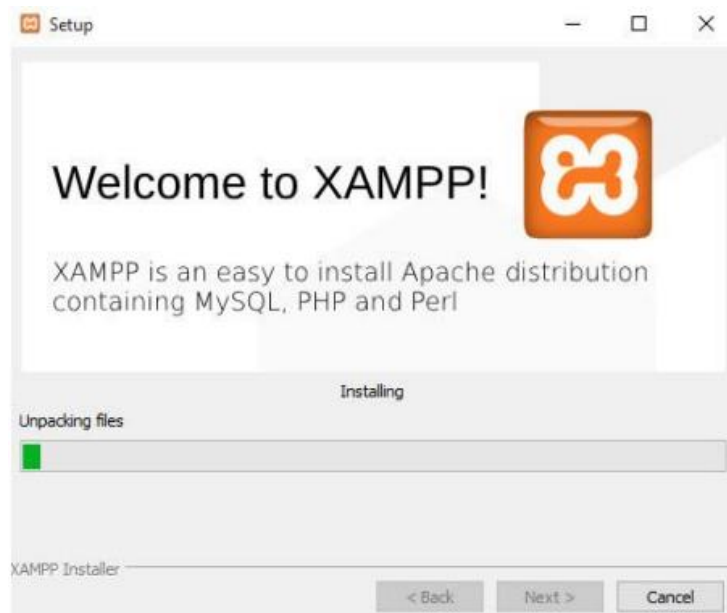 Setup
Welcome to XAMPP!
XAMPP is an easy to install Apache distribution
containing MySQL, PHP and Perl
Installing
Unpacking files
XAMPP Installer
< Back
Next >
Cancel